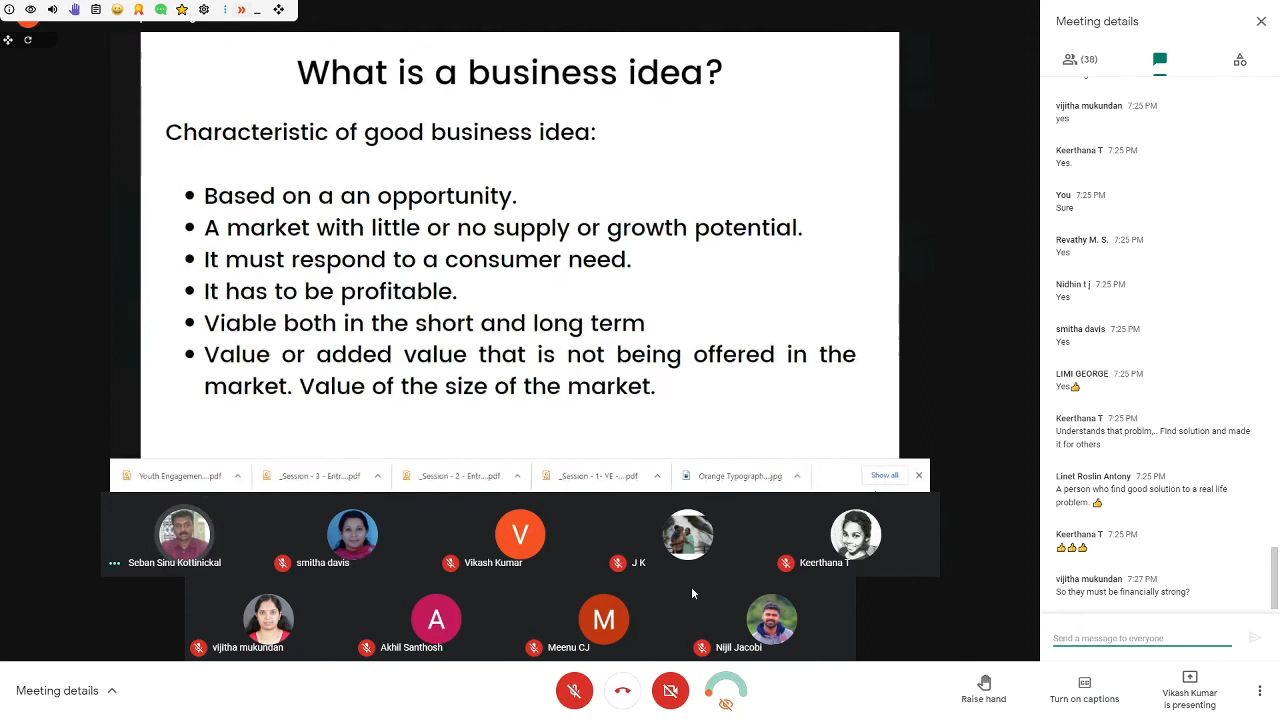 What is a business idea?
Characteristic of good business idea:
• Based on a an opportunity.
• A market with little or no supply or growth potential.
• It must respond to a consumer need.
• It has to be profitable.
• Viable both in the short and long term
• Value or added value that is not being offered in the
market. Value of the size of the market.
Youth Engagemen....pdf
_Session - 3 - Entr....pdf
_Session - 2 - Entr....pdf
_Session - 1- YE -....pdf
Orange Typograph...jpg
Show all
Seban Sinu Kottinickal
smitha davis
V
Vikash Kumar
J K
Keerthana T
vijitha mukundan
A
Akhil Santhosh
M
Meenu CJ
Nijil Jacobi
Meeting details
Raise hand
Turn on captions
Vikash Kumar
is presenting
Meeting details
(38)
vijitha mukundan 7:25 PM
yes
Keerthana T 7:25 PM
Yes.
You 7:25 PM
Sure
Revathy M. S. 7:25 PM
Yes
Nidhin t j 7:25 PM
Yes
smitha davis 7:25 PM
Yes
LIMI GEORGE 7:25 PM
Yes👍
Keerthana T 7:25 PM
Understands that problm,.. Find solution and made
it for others
Linet Roslin Antony 7:25 PM
A person who find good solution to a real life
problem. 👍
Keerthana T 7:25 PM
👍👍👍
vijitha mukundan 7:27 PM
So they must be financially strong?
Send a message to everyone